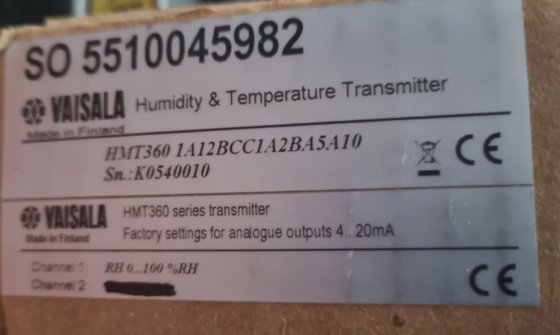 SO 5510045982
VAISALA Humidity & Temperature Transmitter
Made in Finland
HMT360 1A12BCC1A2BA5A10
Sn.:K0540010
CE
VAISALA HMT360 series transmitter
Made in Finland Factory settings for analogue outputs 4...20mA
Channel 1: RH 0...100 %RH
Channel 2:
CE